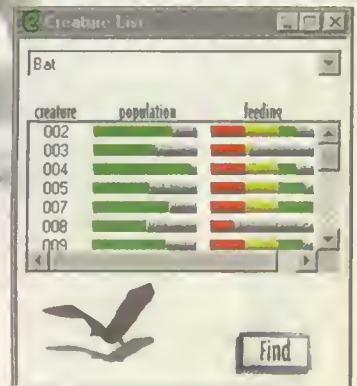 Creature List
Bat
creature population feeding
002
003
004
005
007
008
009
Find